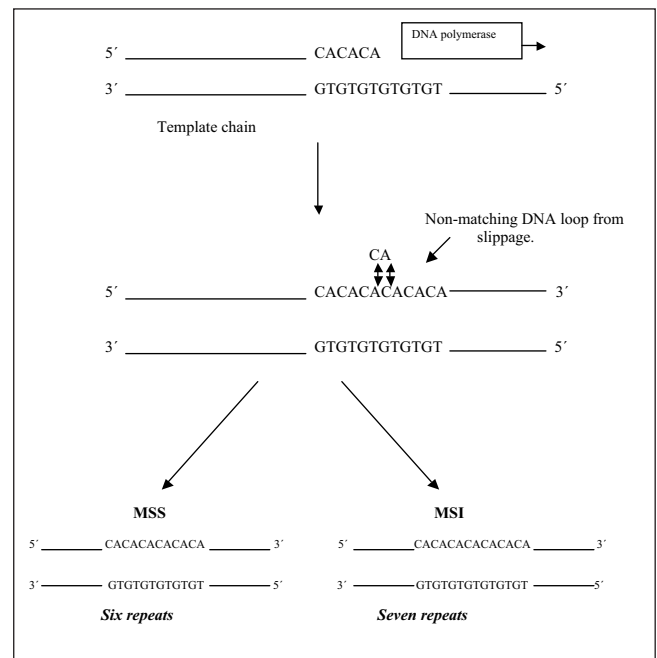 DNA polymerase
5´ CACACA
3´ GTGTGTGTGTGT 5´
Template chain
Non-matching DNA loop from
slippage.
CA
5´ CACACACACACA 3´
3´ GTGTGTGTGTGT 5´
MSS MSI
5´ CACACACACACA 3´ 5´ CACACACACACACA 3´
3´ GTGTGTGTGTGT 5´ 3´ GTGTGTGTGTGTGT 5´
Six repeats Seven repeats